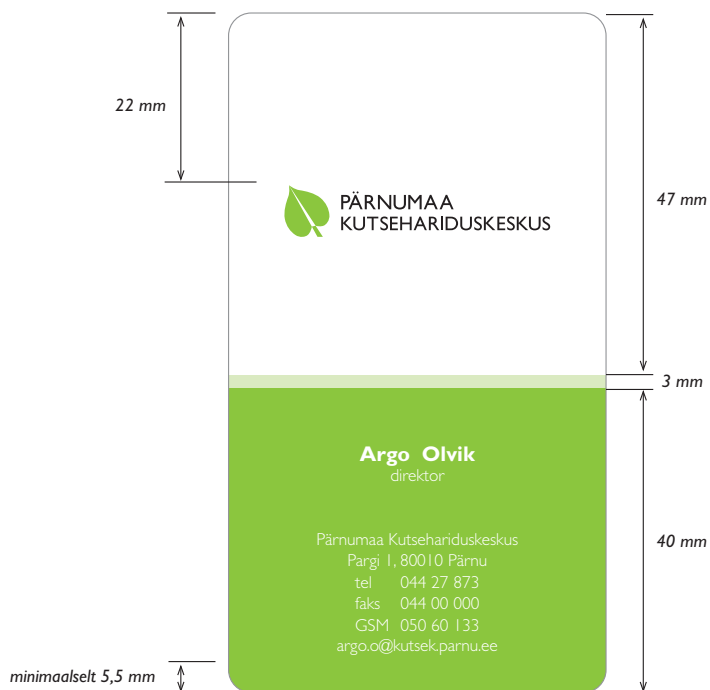 22 mm
47 mm
PÄRNUMAA
KUTSEHARIDUSKESKUS
3 mm
Argo Olvik
direktor
40 mm
Pärnumaa Kutsehariduskeskus
Pargi 1, 80010 Pärnu
tel 044 27 873
faks 044 00 000
GSM 050 60 133
argo.o@kutsek.parnu.ee
minimaalselt 5,5 mm